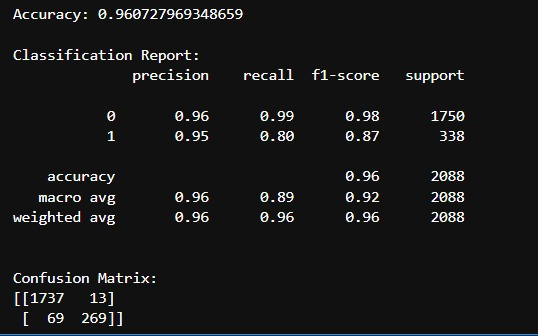 Accuracy: 0.960727969348659
Classification Report:
precision recall f1-score support
0 0.96 0.99 0.98 1750
1 0.95 0.80 0.87 338
accuracy 0.96 2088
macro avg 0.96 0.89 0.92 2088
weighted avg 0.96 0.96 0.96 2088
Confusion Matrix:
[[1737 13]
[ 69 269]]